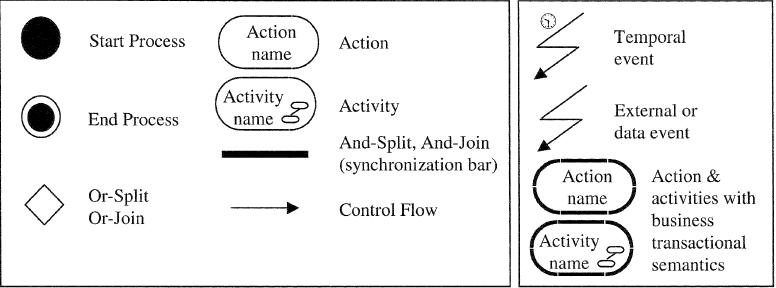 Start Process
End Process
Or-Split
Or-Join
Action
name
Action
Activity
name
Activity
And-Split, And-Join
(synchronization bar)
Control Flow
Temporal
event
External or
data event
Action
name
Activity
name
Action &
activities with
business
transactional
semantics